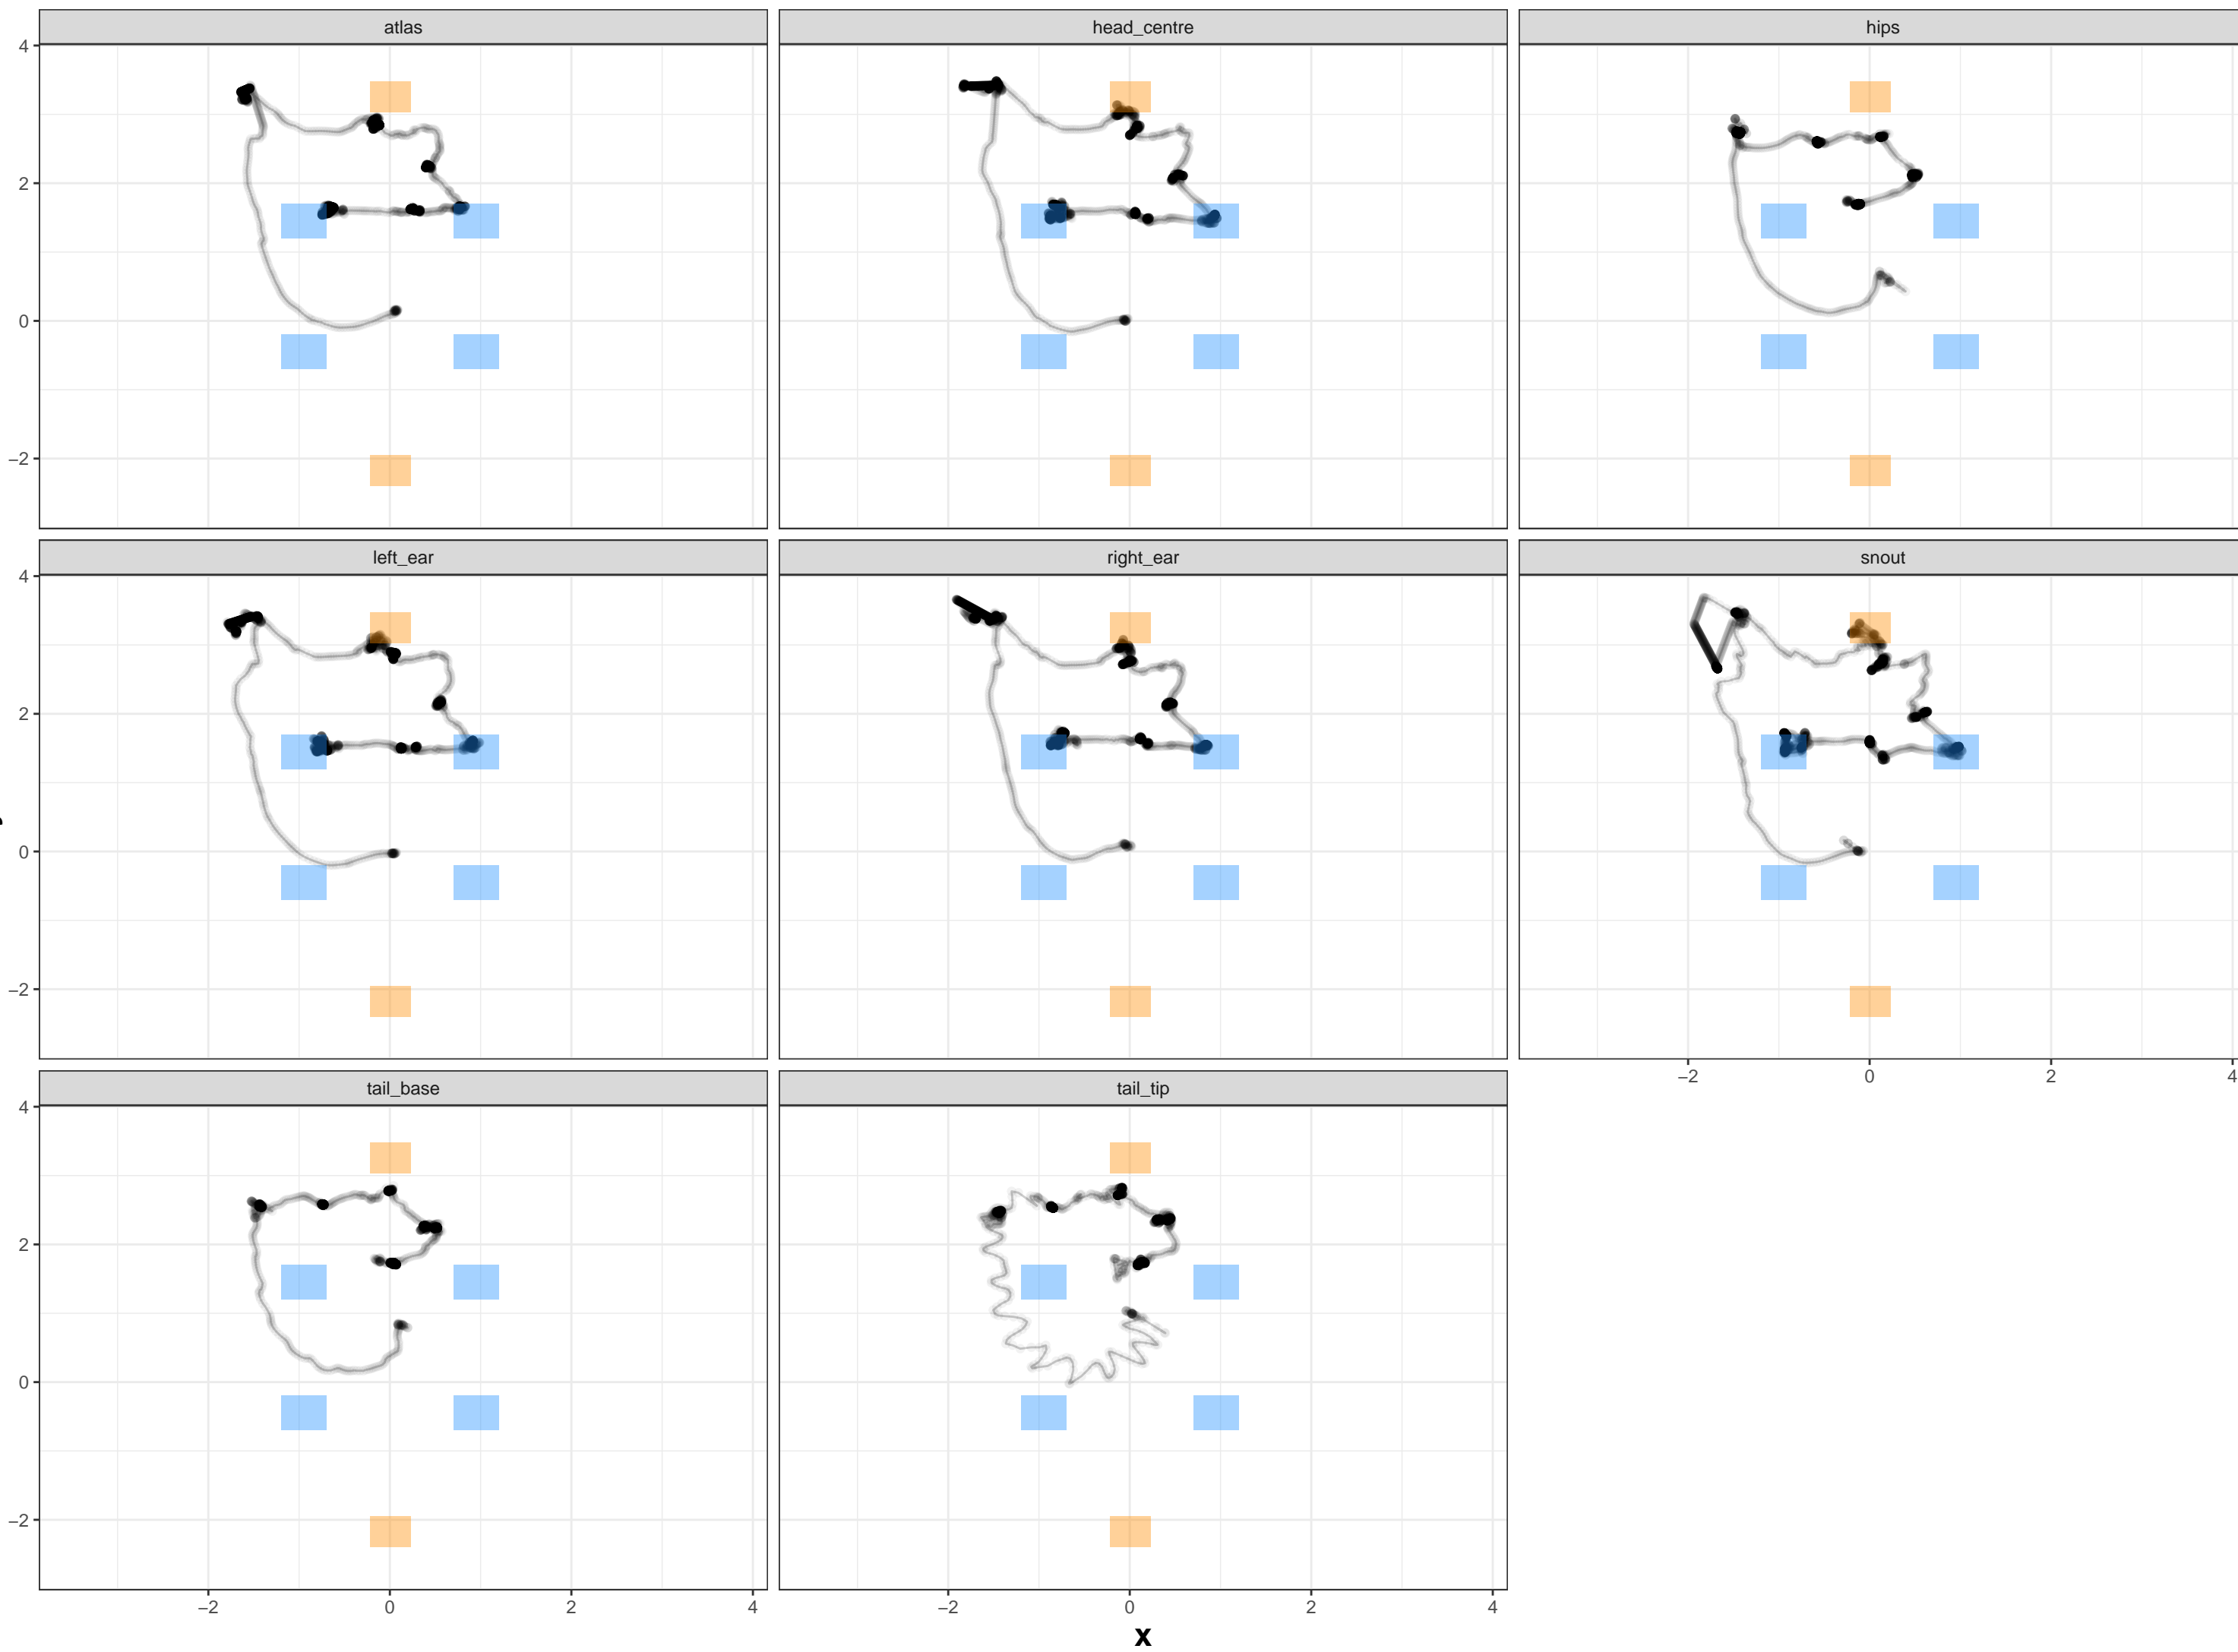 atlas head_centre hips
4
2
0
−2
left_ear right_ear snout
4
2
0
−2
−2 0 2 4
tail_base tail_tip
4
2
0
−2
−2 0 2 4 −2 0 2 4
x